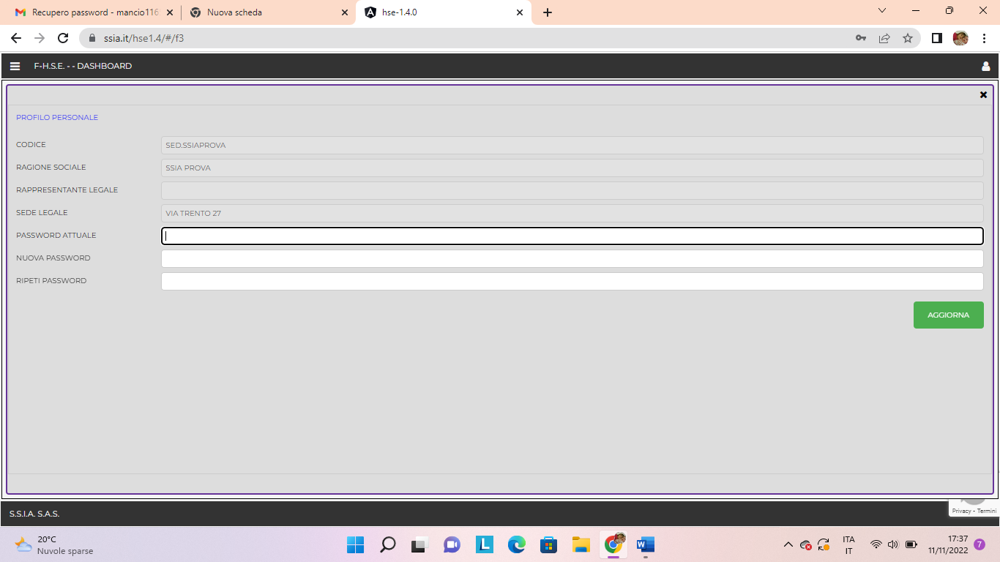 Recupero password - mancio116
Nuova scheda
hse-1.4.0
ssia.it/hse1.4/#/f3
F-H.S.E. - - DASHBOARD
PROFILO PERSONALE
CODICE SED.SSIAPROVA
RAGIONE SOCIALE SSIA PROVA
RAPPRESENTANTE LEGALE
SEDE LEGALE VIA TRENTO 27
PASSWORD ATTUALE
NUOVA PASSWORD
RIPETI PASSWORD
AGGIORNA
S.S.I.A. S.A.S.
Privacy - Termini
20°C
Nuvole sparse
ITA
IT
17:37
11/11/2022
7